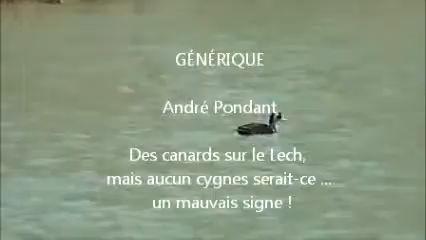 GÉNÉRIQUE
André Pondant
Des canards sur le Lech,
mais aucun cygnes serait-ce ...
un mauvais signe !